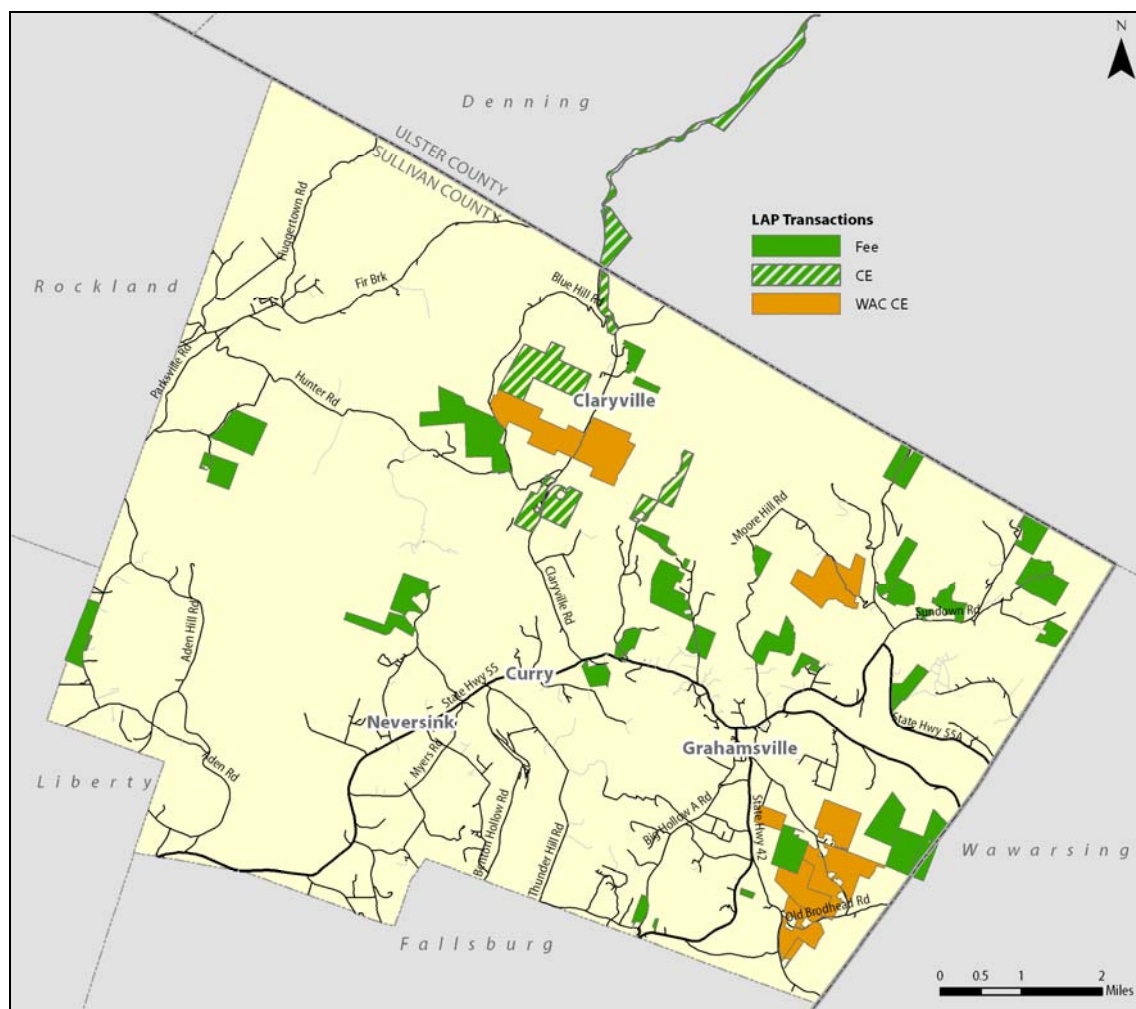 N
Denning
ULSTER COUNTY
SULLIVAN COUNTY
LAP Transactions
Fee
CE
WAC CE
Huggertown Rd
Rockland
Fir Brk
Blue Hill Rd
Parksville Rd
Hunter Rd
Claryville
Moore Hill Rd
Claryville Rd
Sundown Rd
Aden Hill Rd
Curry
State Hwy 55
Neversink
State Hwy 55A
Grahamsville
Liberty
Aden Rd
Myers Rd
Bynton Hollow Rd
Thunder Hill Rd
Big Hollow A Rd
State Hwy 42
Wawarsing
Old Brodhead Rd
Fallsburg
0 0.5 1 2
Miles